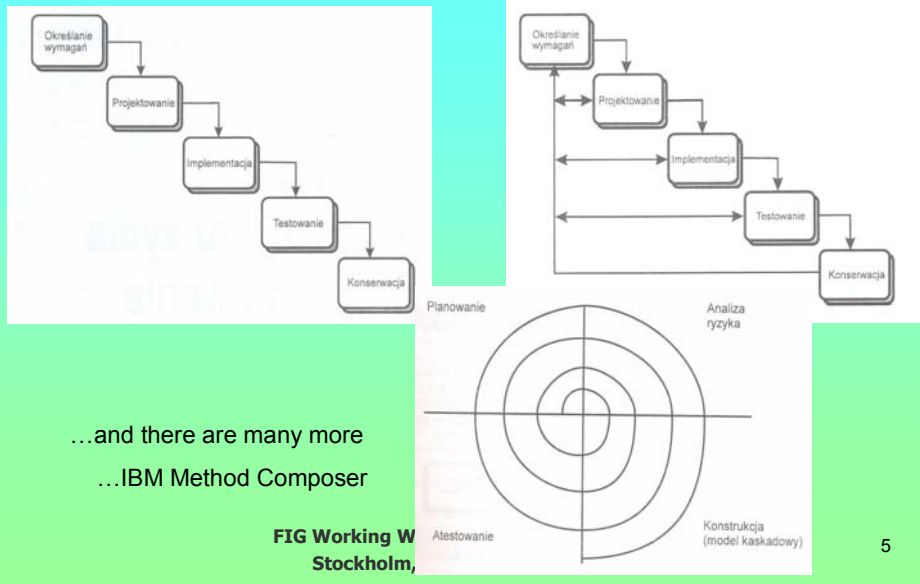 Określanie
wymagań
Projektowanie
Implementacja
Testowanie
Konserwacja
Określanie
wymagań
Projektowanie
Implementacja
Testowanie
Konserwacja
Planowanie
Analiza
ryzyka
Atestowanie
Konstrukcja
(model kaskadowy)
…and there are many more
…IBM Method Composer
FIG Working W
Stockholm,
5